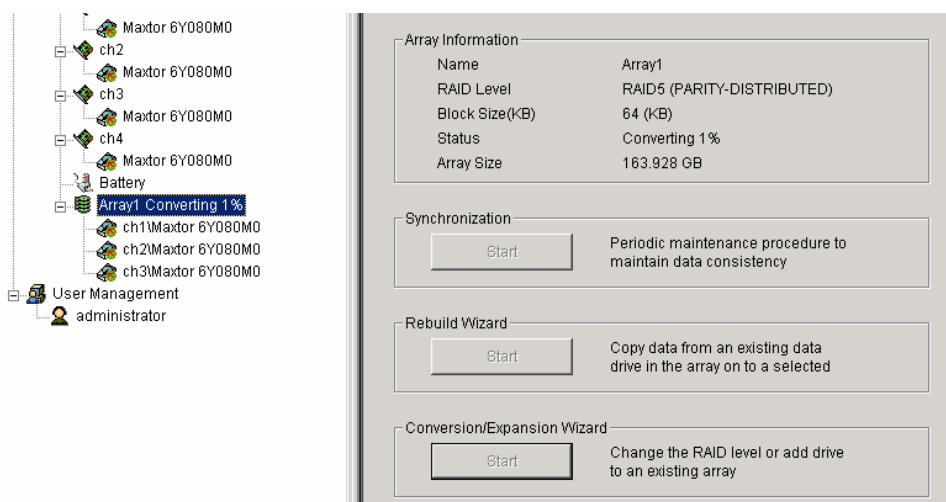 Maxtor 6Y080M0
ch2
Maxtor 6Y080M0
ch3
Maxtor 6Y080M0
ch4
Maxtor 6Y080M0
Battery
Array1 Converting 1%
ch1\Maxtor 6Y080M0
ch2\Maxtor 6Y080M0
ch3\Maxtor 6Y080M0
User Management
administrator
Array Information
Name Array1
RAID Level RAID5 (PARITY-DISTRIBUTED)
Block Size(KB) 64 (KB)
Status Converting 1%
Array Size 163.928 GB
Synchronization
Start
Periodic maintenance procedure to
maintain data consistency
Rebuild Wizard
Start
Copy data from an existing data
drive in the array on to a selected
Conversion/Expansion Wizard
Start
Change the RAID level or add drive
to an existing array